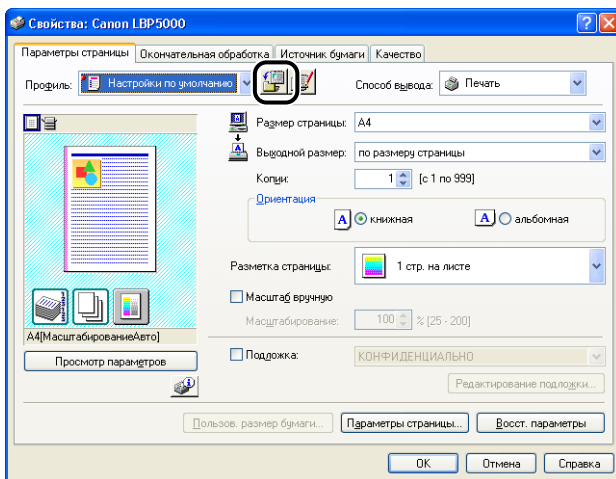 Свойства: Canon LBP5000
Параметры страницы Окончательная обработка Источник бумаги Качество
Профиль: Настройки по умолчанию Способ вывода: Печать
Размер страницы: A4
Выходной размер: по размеру страницы
Копии: 1 [с 1 по 999]
Ориентация
A книжная A альбомная
Разметка страницы: 1 стр. на листе
Масштаб вручную
Масштабирование: 100 % [25 - 200]
A4[МасштабированиеАвто]
Просмотр параметров
Подложка: КОНФИДЕНЦИАЛЬНО
Редактирование подложки...
Пользов. размер бумаги... Параметры страницы... Восст. параметры
OK Отмена Справка